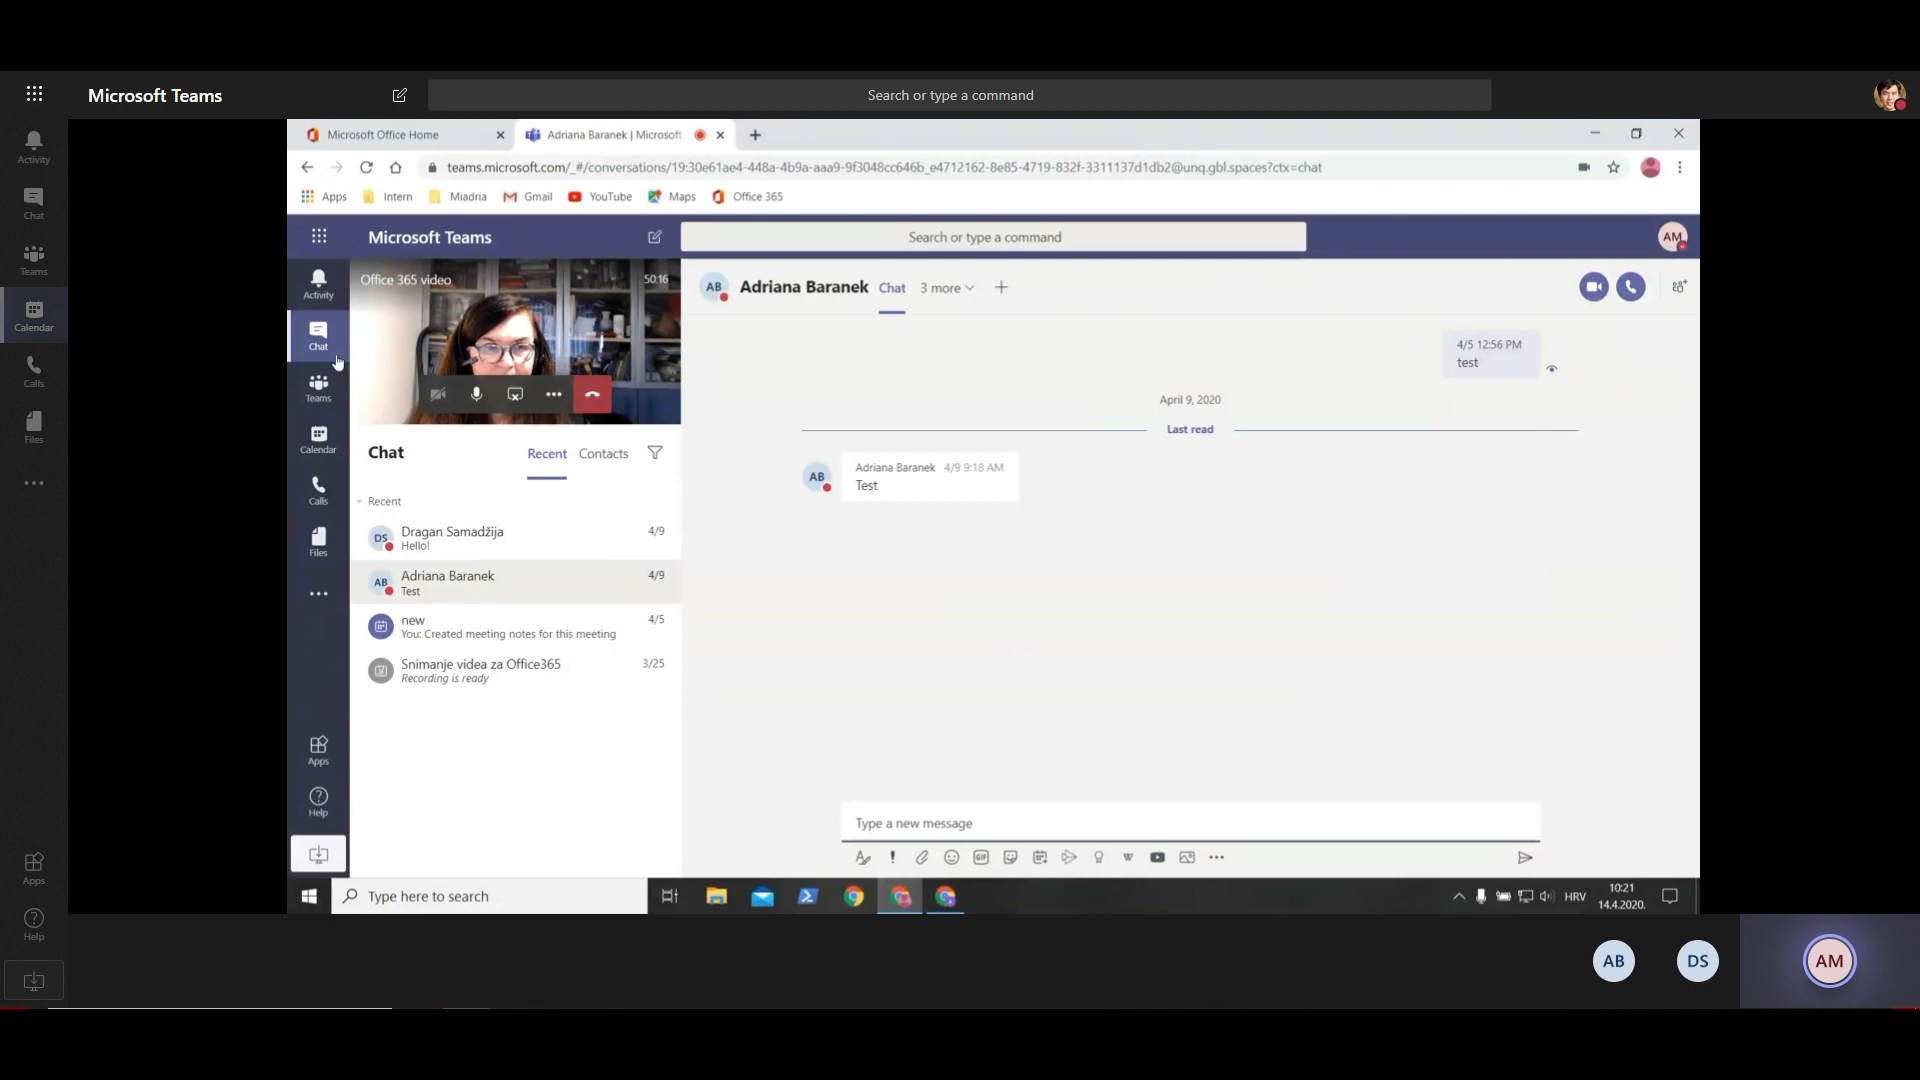 Microsoft Teams
Search or type a command
Activity
Chat
Teams
Calendar
Calls
Files
Apps
Help
Microsoft Office Home
Adriana Baranek | Microsoft
teams.microsoft.com/_#/conversations/19:30e61ae4-448a-4b9a-aaa9-9f3048cc646b_e4712162-8e85-4719-832f-3311137d1db2@unq.gbl.spaces?ctx=chat
Apps
Intern
Miadria
Gmail
YouTube
Maps
Office 365
Microsoft Teams
Search or type a command
AM
Activity
Chat
Teams
Calendar
Calls
Files
Apps
Help
Office 365 video
50:16
Chat
Recent
Contacts
Recent
DS
Dragan Samadžija
4/9
Hello!
AB
Adriana Baranek
4/9
Test
new
4/5
You: Created meeting notes for this meeting
Snimanje videa za Office365
3/25
Recording is ready
AB
Adriana Baranek
Chat
3 more
4/5 12:56 PM
test
April 9, 2020
Last read
AB
Adriana Baranek 4/9 9:18 AM
Test
Type a new message
GIF
W
Type here to search
HRV
10:21
14.4.2020.
AB
DS
AM